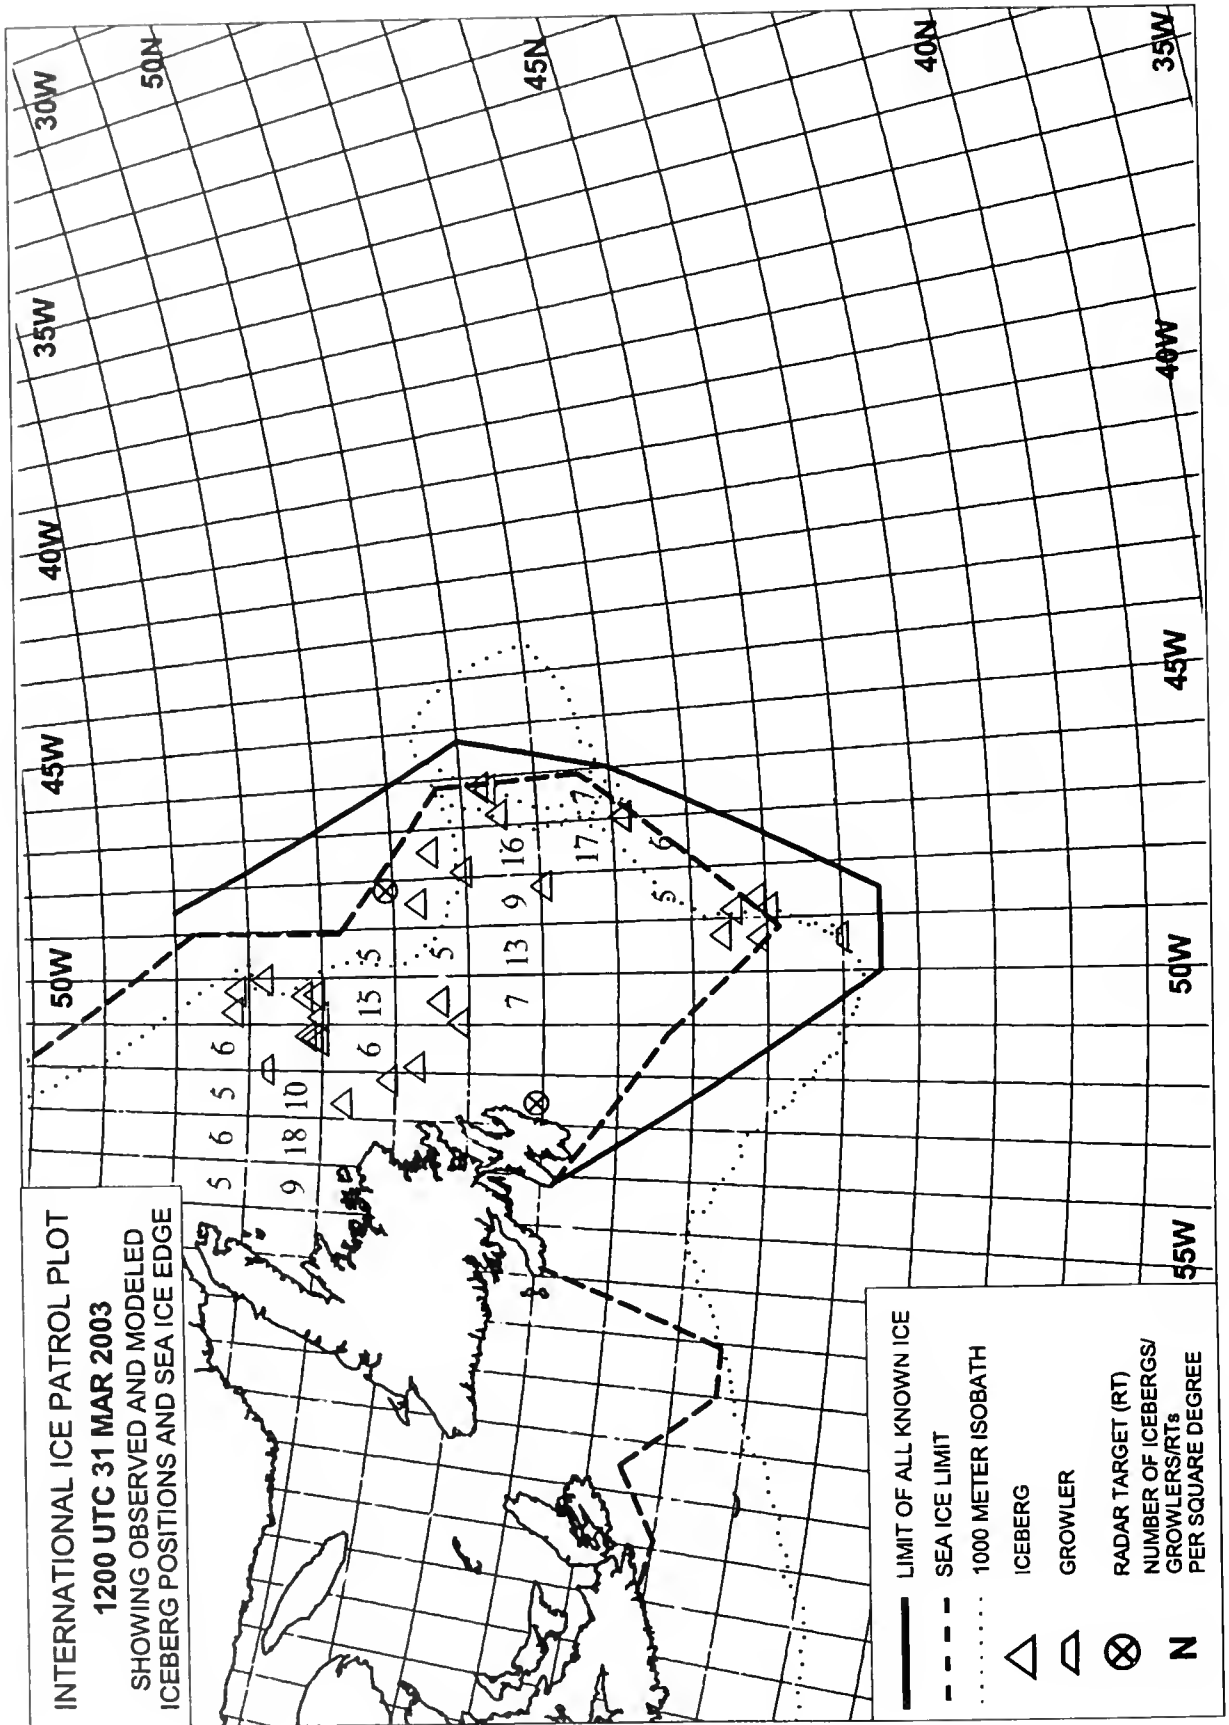 INTERNATIONAL ICE PATROL PLOT
1200 UTC 31 MAR 2003
SHOWING OBSERVED AND MODELED
ICEBERG POSITIONS AND SEA ICE EDGE
50W 45W 40W 35W 30W
50N
5 6 5 6
9 18 10
6 15 5
5
45N
7 13 9 16
17 7
5 6
40N
LIMIT OF ALL KNOWN ICE
SEA ICE LIMIT
1000 METER ISOBATH
ICEBERG
GROWLER
RADAR TARGET (RT)
N NUMBER OF ICEBERGS/
GROWLERS/RTs
PER SQUARE DEGREE
55W 50W 45W 40W 35W